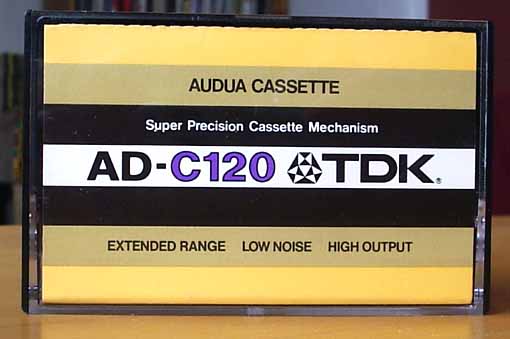 AUDUA CASSETTE
Super Precision Cassette Mechanism
AD-C120 TDK®
EXTENDED RANGE LOW NOISE HIGH OUTPUT